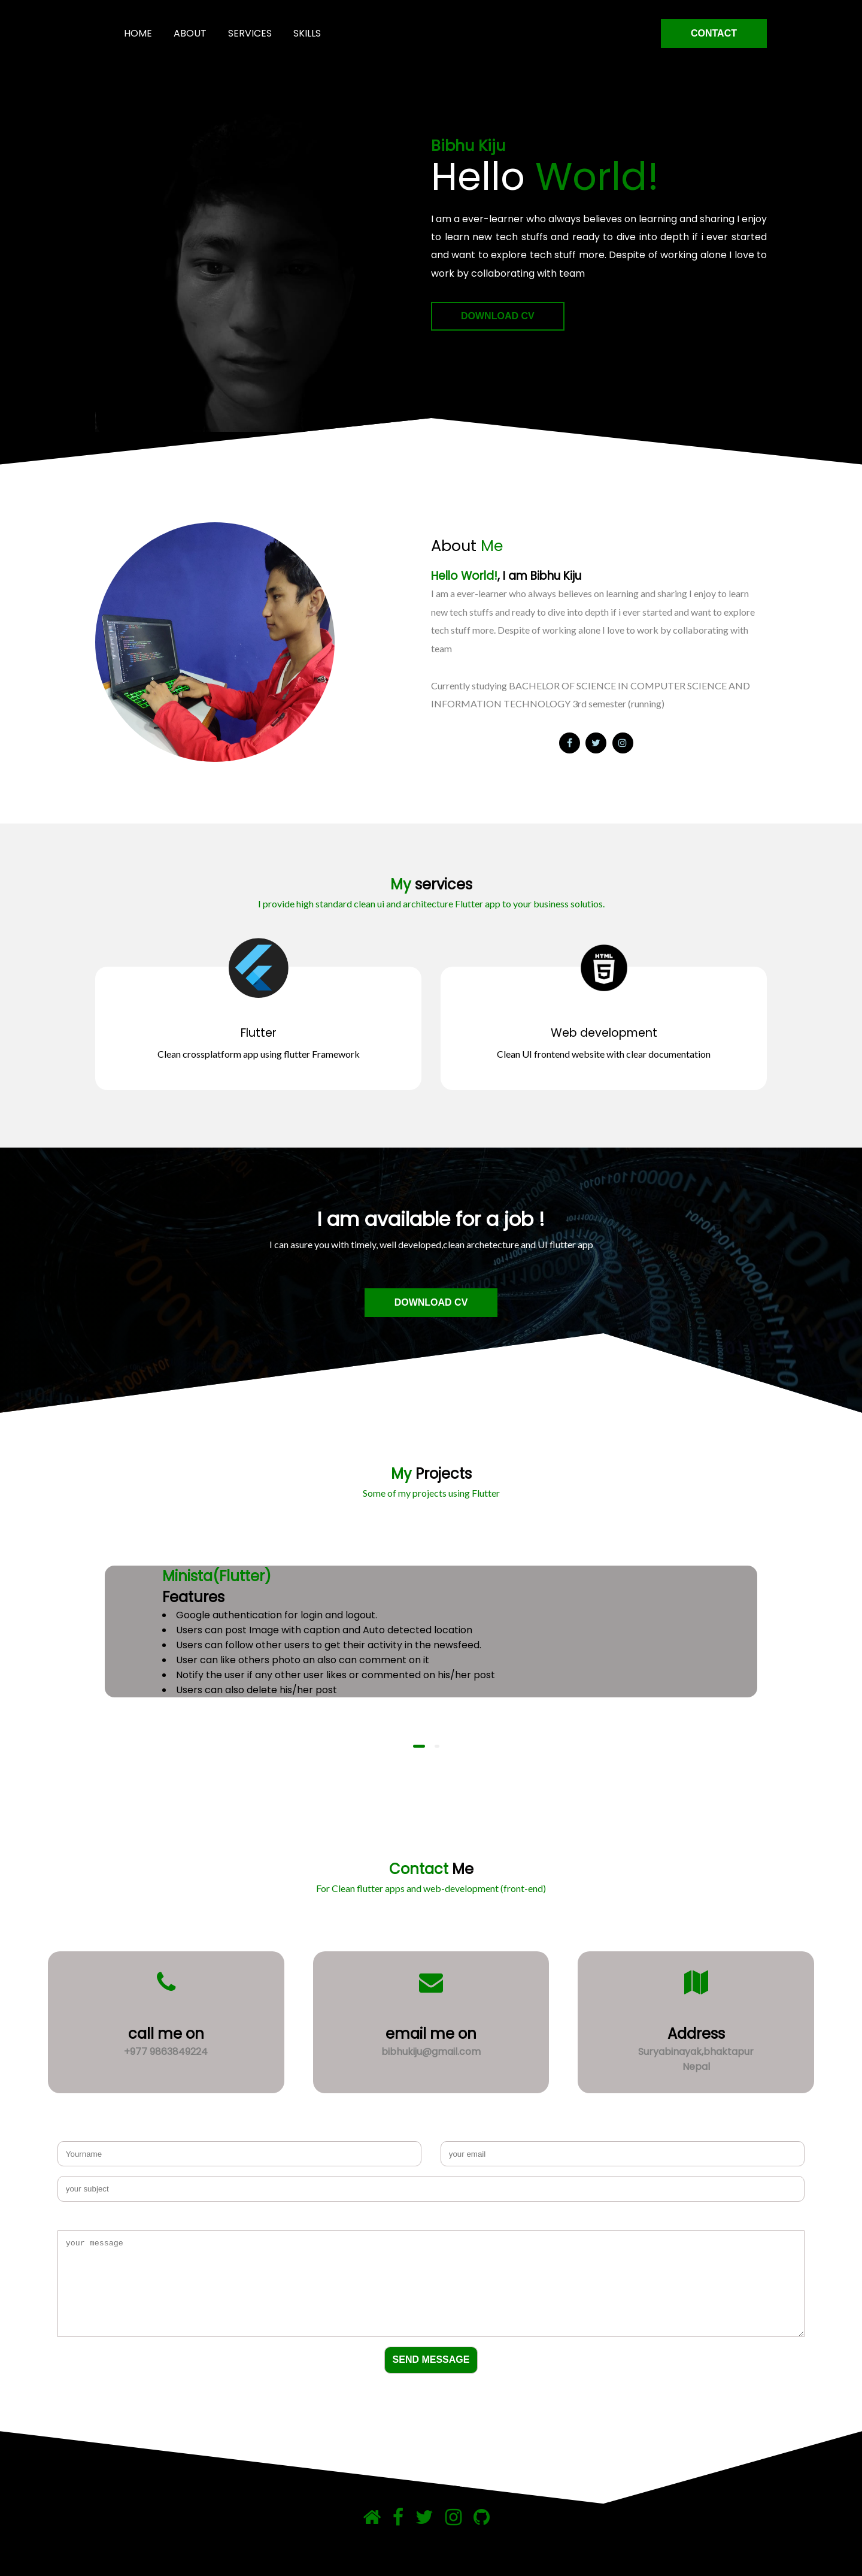 HOME ABOUT SERVICES SKILLS CONTACT
Bibhu Kiju
Hello World!
I am a ever-learner who always believes on learning and sharing I enjoy
to learn new tech stuffs and ready to dive into depth if i ever started
and want to explore tech stuff more. Despite of working alone I love to
work by collaborating with team
DOWNLOAD CV
About Me
Hello World!, I am Bibhu Kiju
I am a ever-learner who always believes on learning and sharing I enjoy to learn
new tech stuffs and ready to dive into depth if i ever started and want to explore
tech stuff more. Despite of working alone I love to work by collaborating with
team
Currently studying BACHELOR OF SCIENCE IN COMPUTER SCIENCE AND
INFORMATION TECHNOLOGY 3rd semester (running)
My services
I provide high standard clean ui and architecture Flutter app to your business solutios.
HTML
5
Flutter
Clean crossplatform app using flutter Framework
Web development
Clean UI frontend website with clear documentation
I am available for a job !
I can asure you with timely, well developed,clean archetecture and UI flutter app
DOWNLOAD CV
My Projects
Some of my projects using Flutter
Minista(Flutter)
Features
Google authentication for login and logout.
Users can post Image with caption and Auto detected location
Users can follow other users to get their activity in the newsfeed.
User can like others photo an also can comment on it
Notify the user if any other user likes or commented on his/her post
Users can also delete his/her post
Contact Me
For Clean flutter apps and web-development (front-end)
call me on
+977 9863849224
email me on
bibhukiju@gmail.com
Address
Suryabinayak,bhaktapur
Nepal
Yourname
your email
your subject
your message
SEND MESSAGE